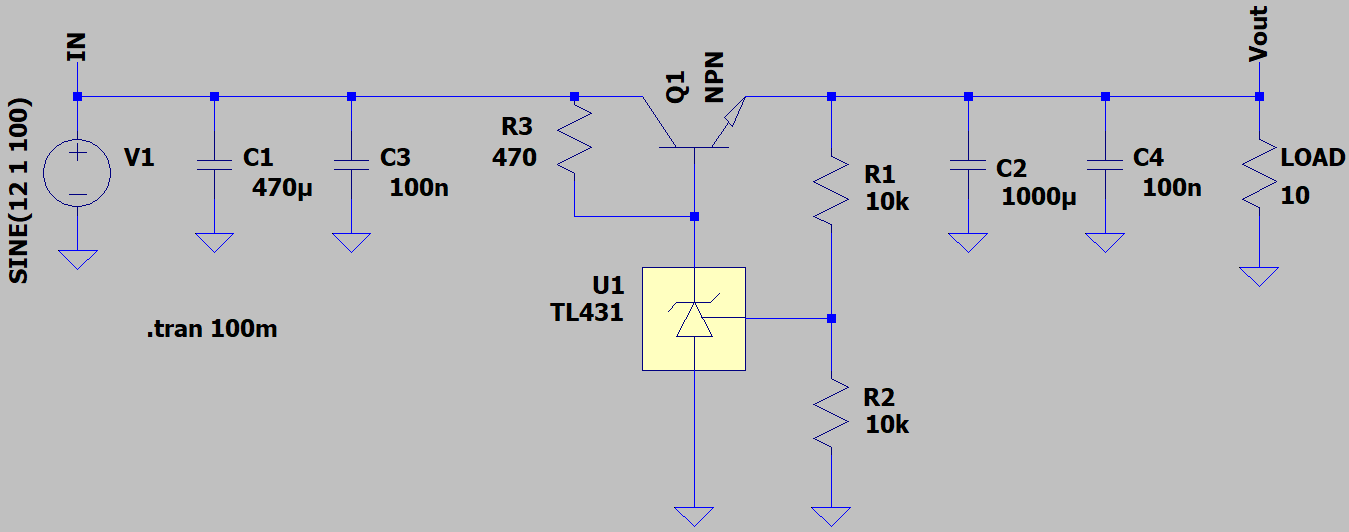 IN
SINE(12 1 100)
V1
C1
470µ
C3
100n
R3
470
Q1
NPN
U1
TL431
R1
10k
R2
10k
C2
1000µ
C4
100n
Vout
LOAD
10
.tran 100m